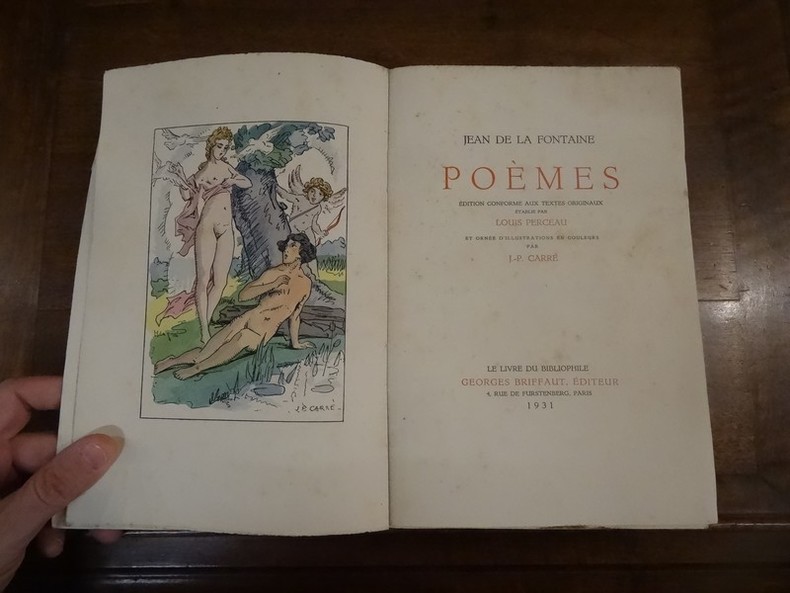 J.P. CARRÉ.
JEAN DE LA FONTAINE
POÈMES
ÉDITION CONFORME AUX TEXTES ORIGINAUX
ÉTABLIE PAR
LOUIS PERCEAU
ET ORNÉE D'ILLUSTRATIONS EN COULEURS
PAR
J.-P. CARRÉ
LE LIVRE DU BIBLIOPHILE
GEORGES BRIFFAUT, ÉDITEUR
4, RUE DE FURSTENBERG, PARIS
1931